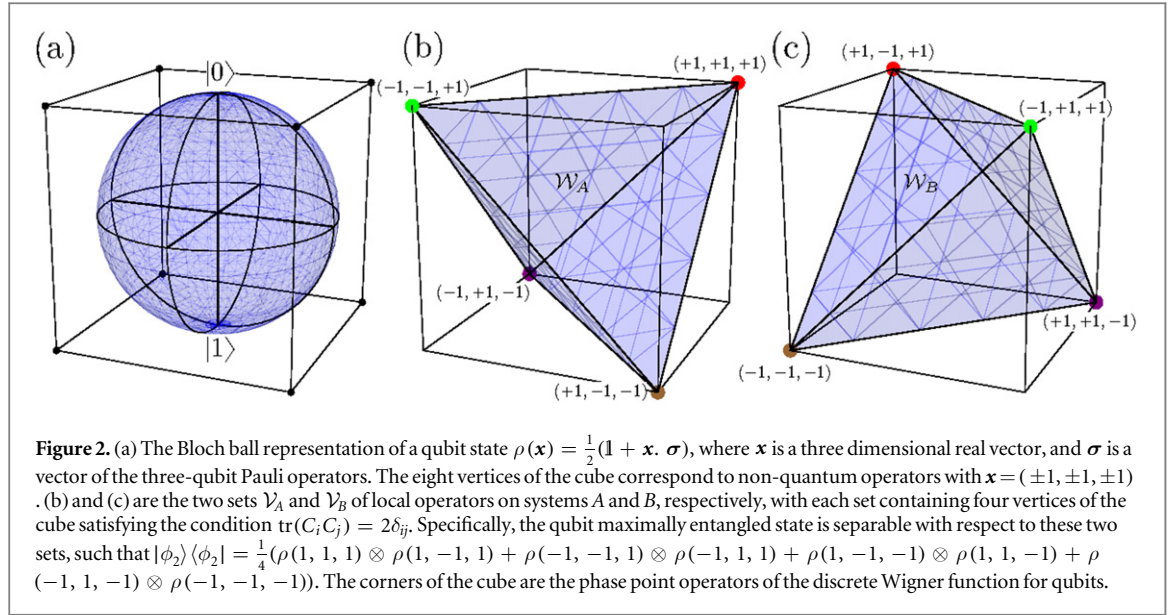 (a)
|0⟩
|1⟩
(b)
(−1, −1, +1)
(+1, +1, +1)
𝒲_A
(−1, +1, −1)
(+1, −1, −1)
(c)
(+1, −1, +1)
(−1, +1, +1)
𝒲_B
(+1, +1, −1)
(−1, −1, −1)
Figure 2. (a) The Bloch ball representation of a qubit state ρ(x) = ½(𝟙 + x. σ), where x is a three dimensional real vector, and σ is a
vector of the three-qubit Pauli operators. The eight vertices of the cube correspond to non-quantum operators with x = (±1, ±1, ±1)
. (b) and (c) are the two sets 𝒱_A and 𝒱_B of local operators on systems A and B, respectively, with each set containing four vertices of the
cube satisfying the condition tr(C_iC_j) = 2δ_ij. Specifically, the qubit maximally entangled state is separable with respect to these two
sets, such that |ϕ₂⟩⟨ϕ₂| = ¼(ρ(1, 1, 1) ⊗ ρ(1, −1, 1) + ρ(−1, −1, 1) ⊗ ρ(−1, 1, 1) + ρ(1, −1, −1) ⊗ ρ(1, 1, −1) + ρ
(−1, 1, −1) ⊗ ρ(−1, −1, −1)). The corners of the cube are the phase point operators of the discrete Wigner function for qubits.